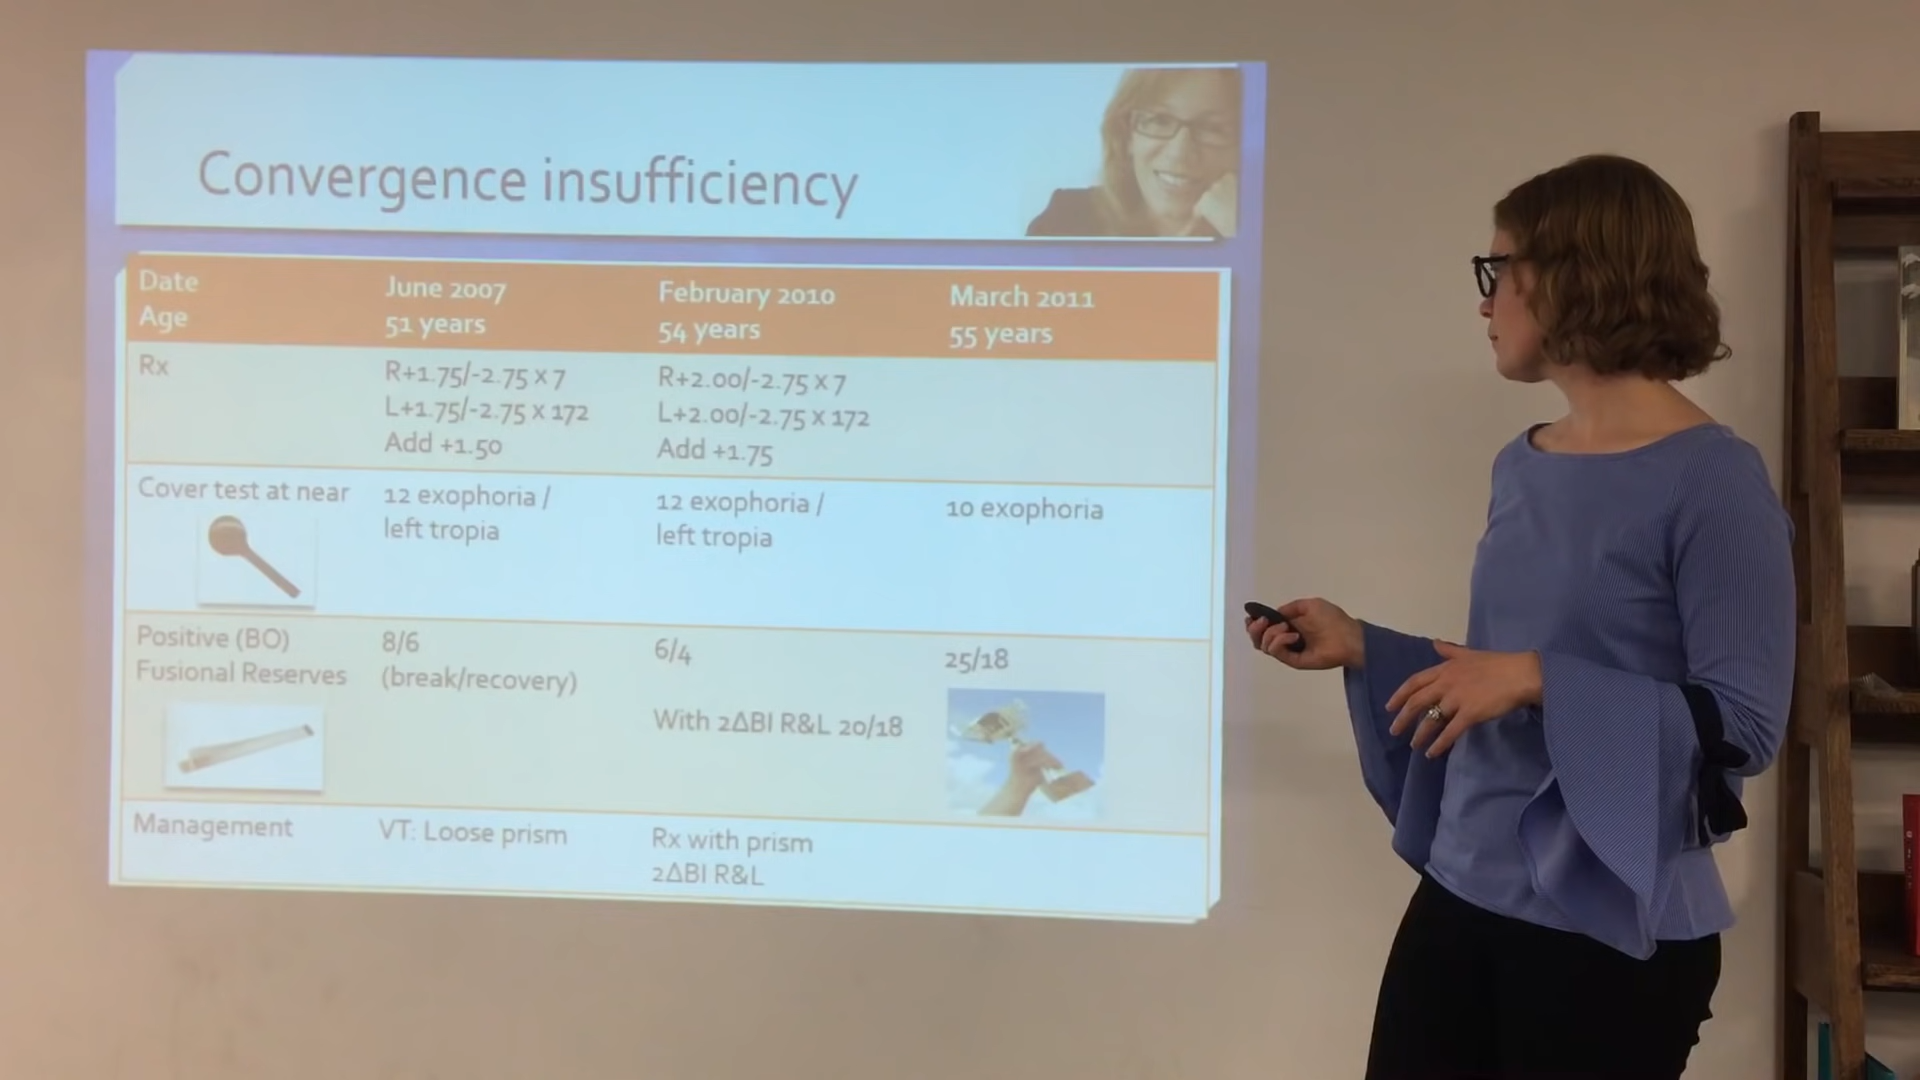 Convergence insufficiency
Date
Age
June 2007
51 years
February 2010
54 years
March 2011
55 years
Rx
R+1.75/-2.75 x 7
L+1.75/-2.75 x 172
Add +1.50
R+2.00/-2.75 x 7
L+2.00/-2.75 x 172
Add +1.75
Cover test at near
12 exophoria /
left tropia
12 exophoria /
left tropia
10 exophoria
Positive (BO)
Fusional Reserves
8/6
(break/recovery)
6/4
With 2ΔBI R&L 20/18
25/18
Management
VT: Loose prism
Rx with prism
2ΔBI R&L